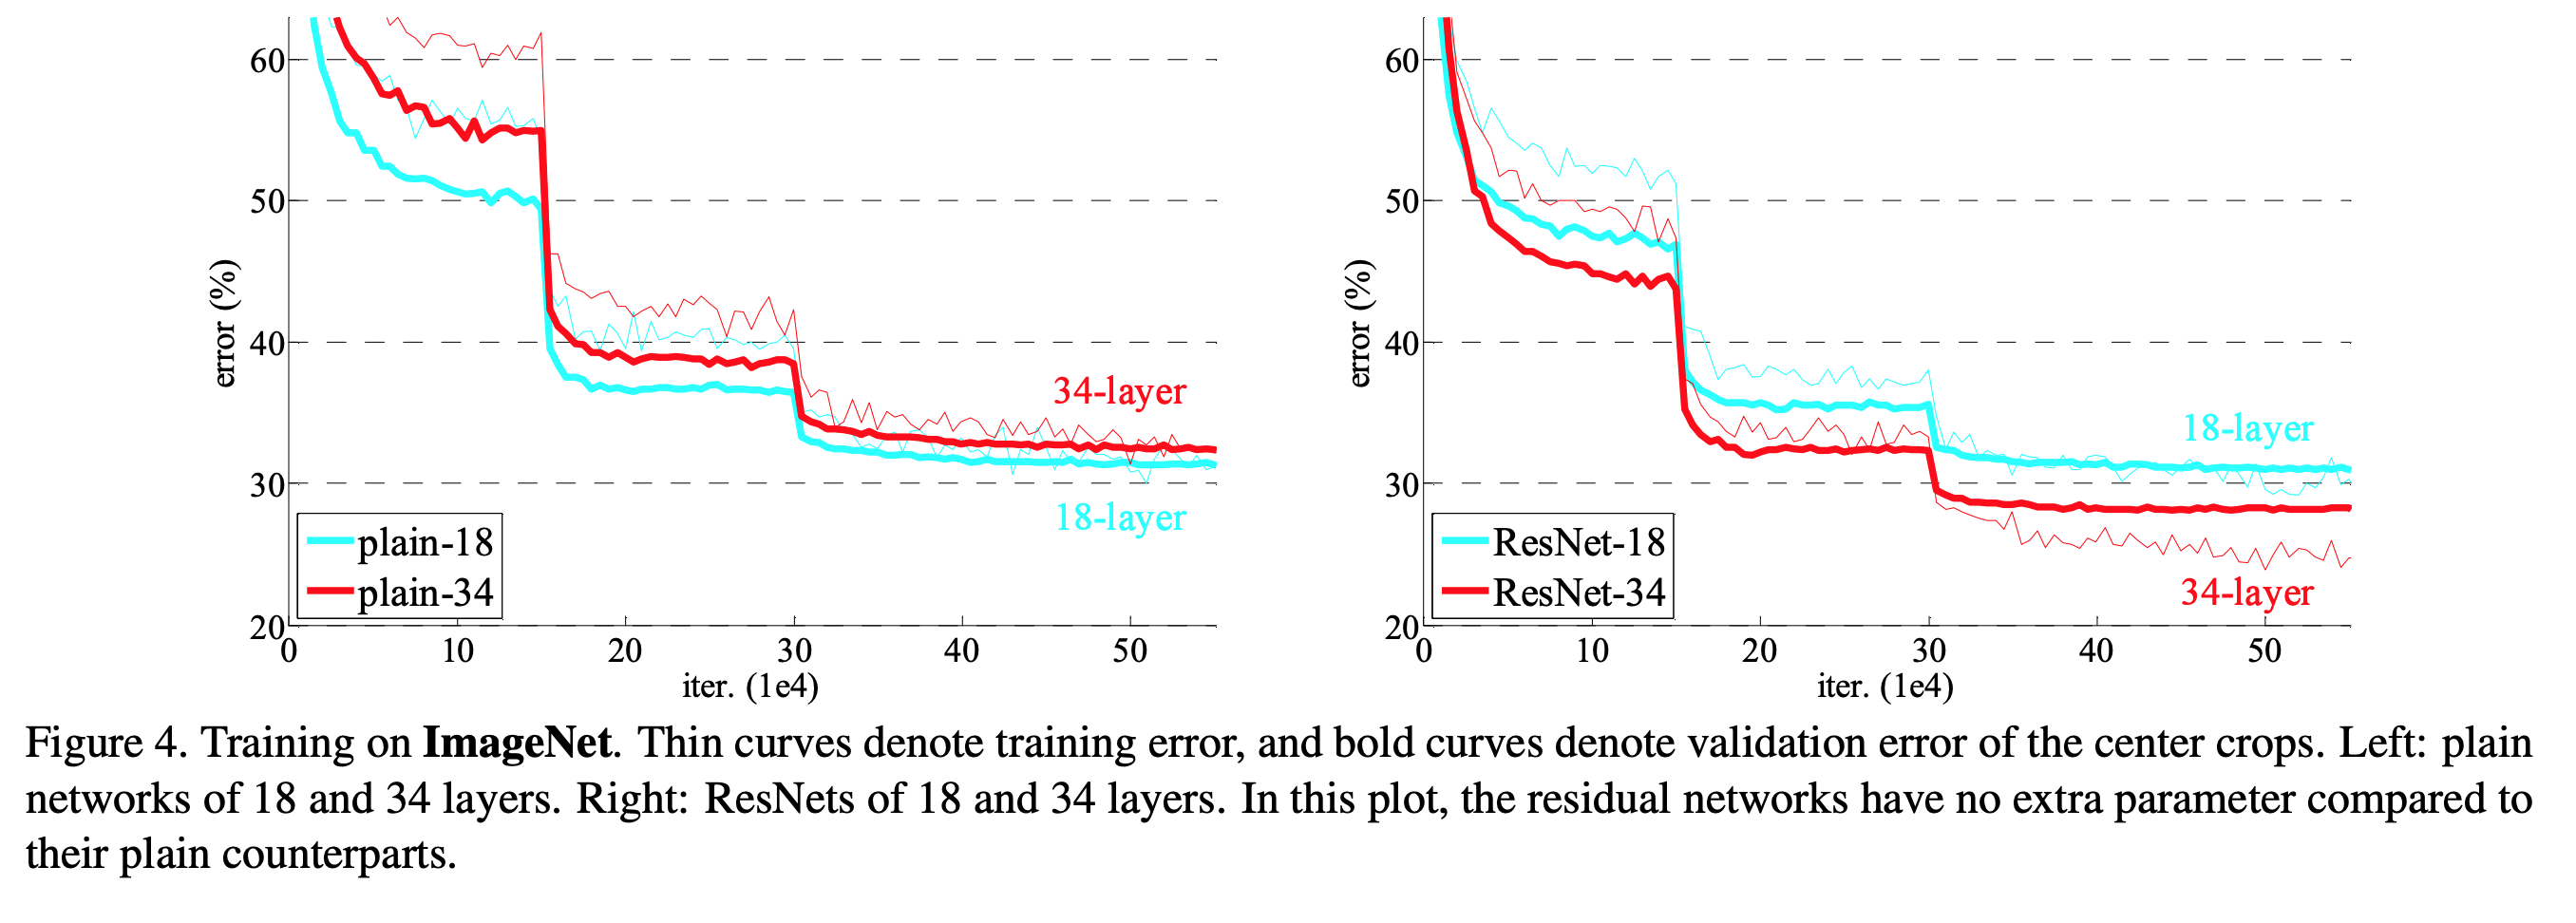 60
50
40
30
20
error (%)
34-layer
18-layer
plain-18
plain-34
0 10 20 30 40 50
iter. (1e4)
60
50
40
30
20
error (%)
18-layer
34-layer
ResNet-18
ResNet-34
0 10 20 30 40 50
iter. (1e4)
Figure 4. Training on ImageNet. Thin curves denote training error, and bold curves denote validation error of the center crops. Left: plain
networks of 18 and 34 layers. Right: ResNets of 18 and 34 layers. In this plot, the residual networks have no extra parameter compared to
their plain counterparts.